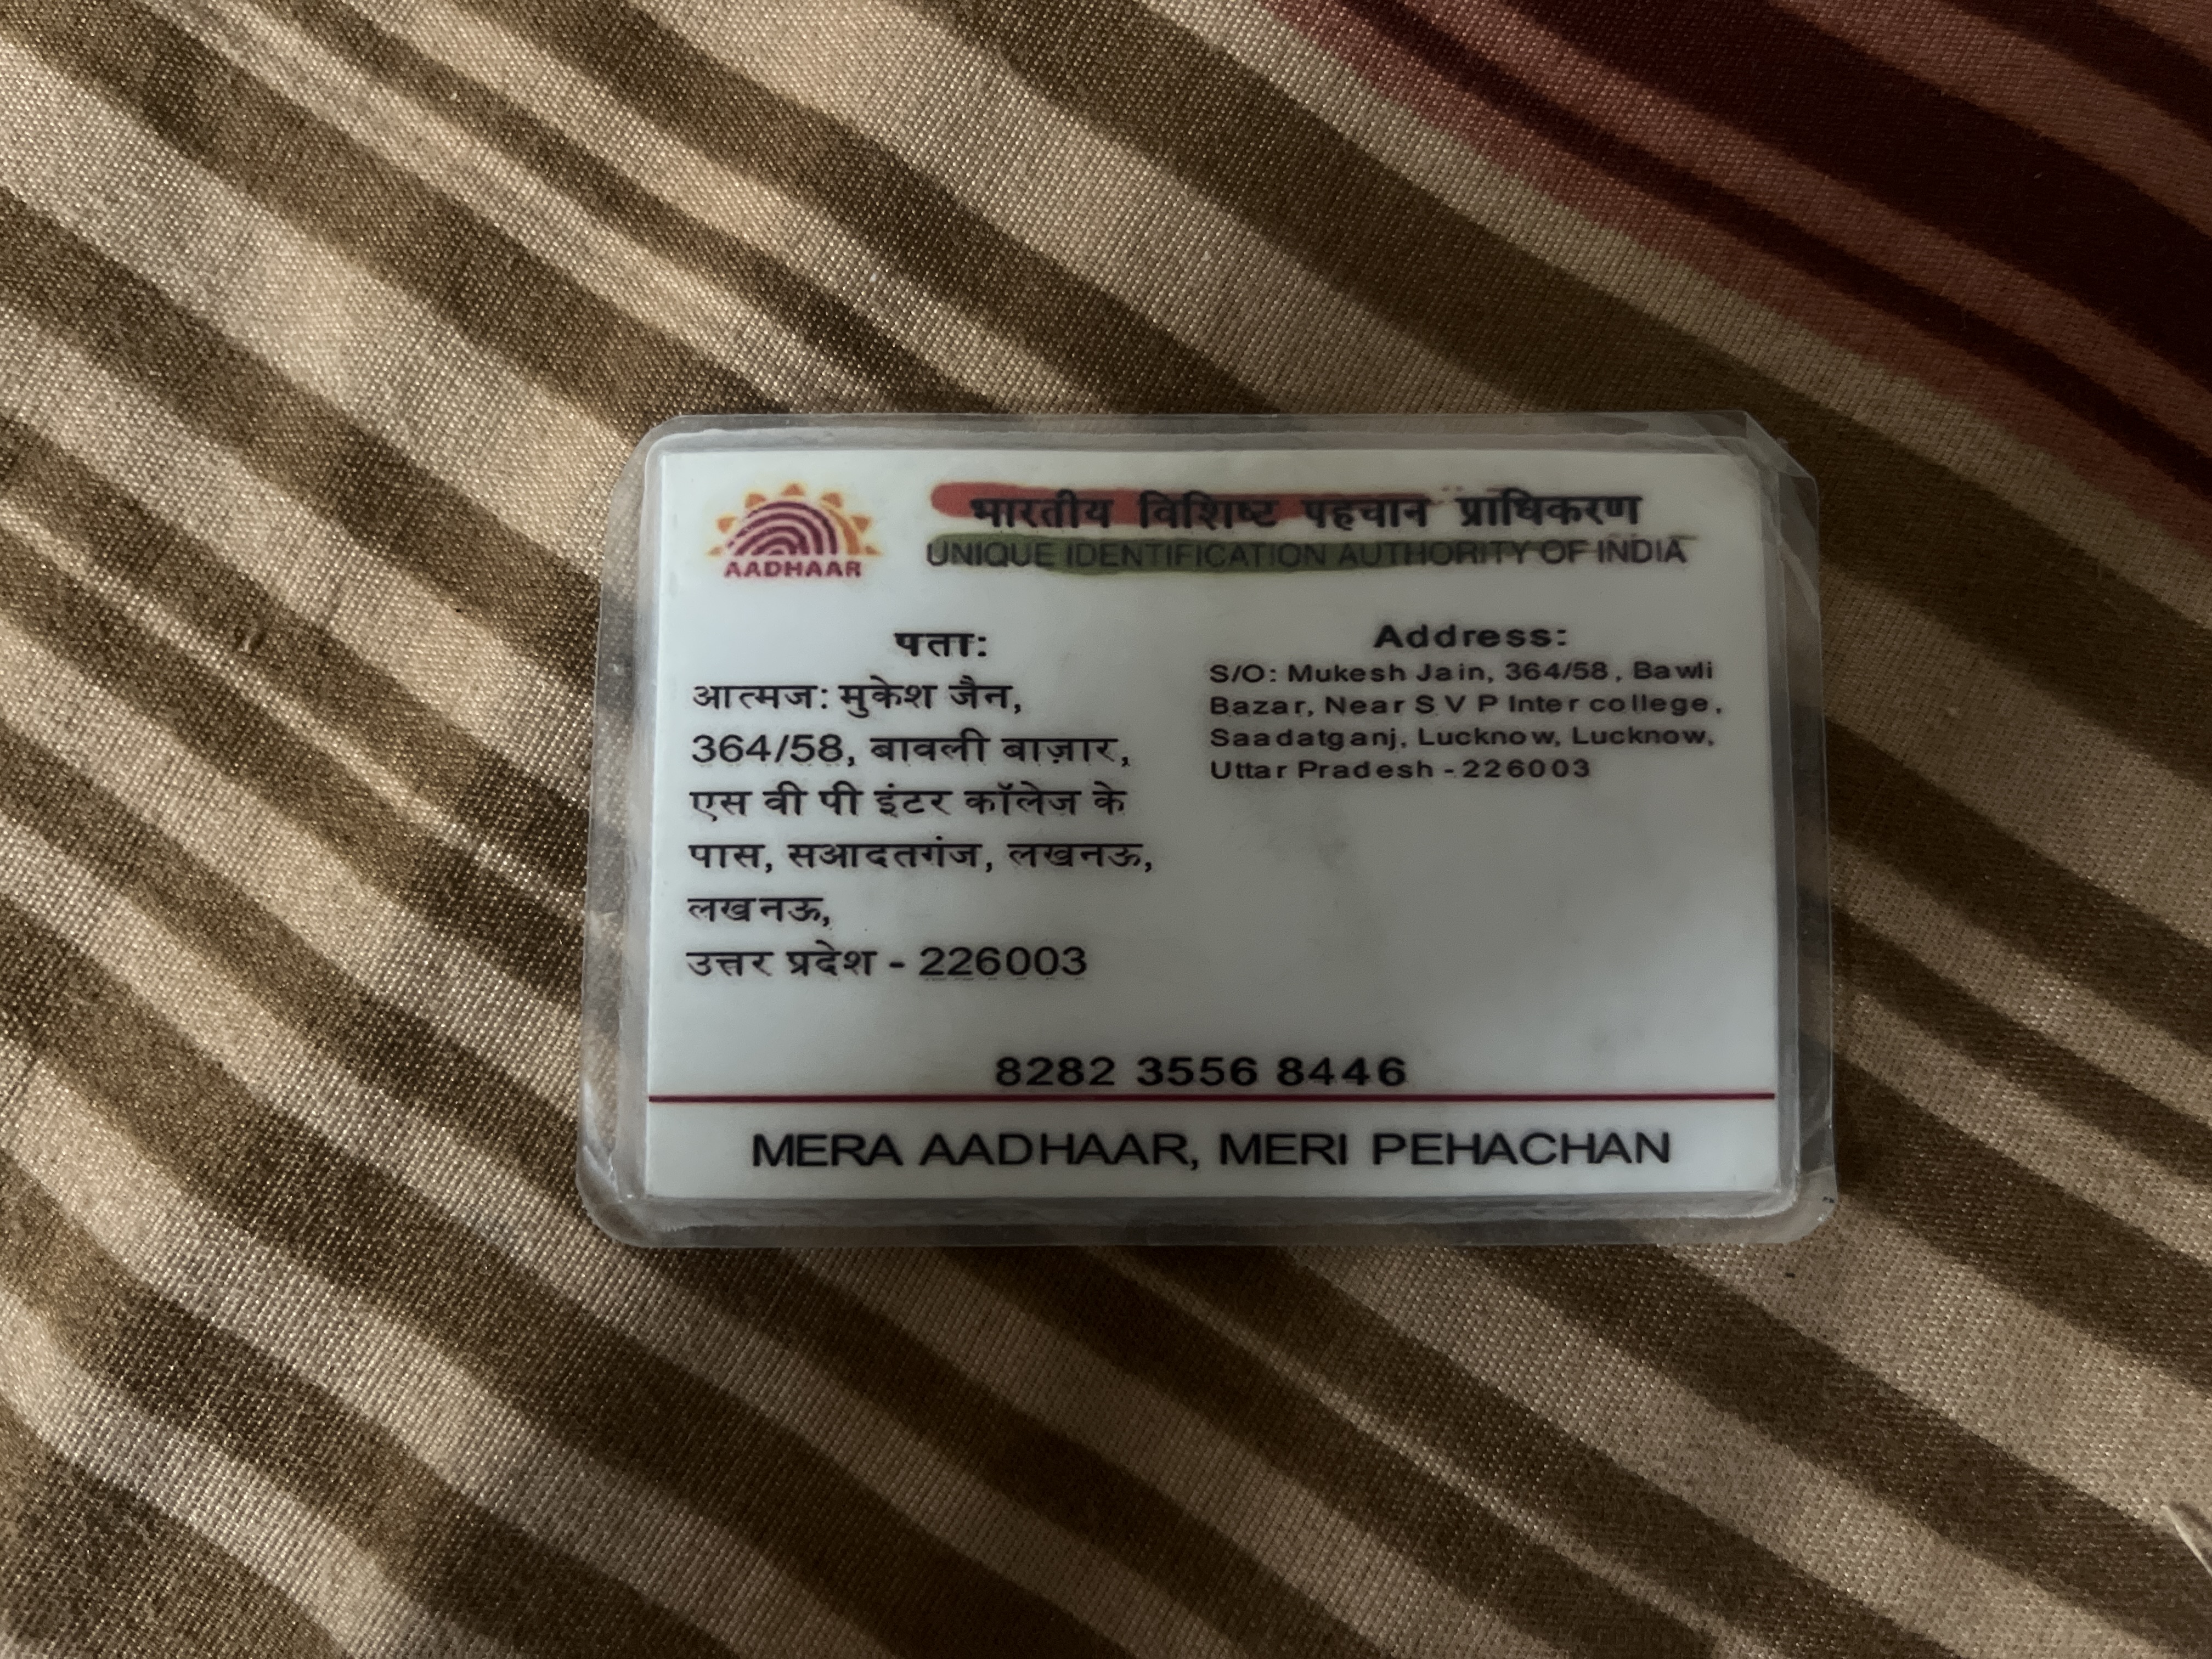 AADHAAR
भारतीय विशिष्ट पहचान प्राधिकरण
UNIQUE IDENTIFICATION AUTHORITY OF INDIA
पता:
आत्मज: मुकेश जैन,
364/58, बावली बाज़ार,
एस वी पी इंटर कॉलेज के
पास, सआदतगंज, लखनऊ,
लखनऊ,
उत्तर प्रदेश - 226003
Address:
S/O: Mukesh Jain, 364/58, Bawli
Bazar, Near S V P Inter college,
Saadatganj, Lucknow, Lucknow,
Uttar Pradesh - 226003
8282 3556 8446
MERA AADHAAR, MERI PEHACHAN